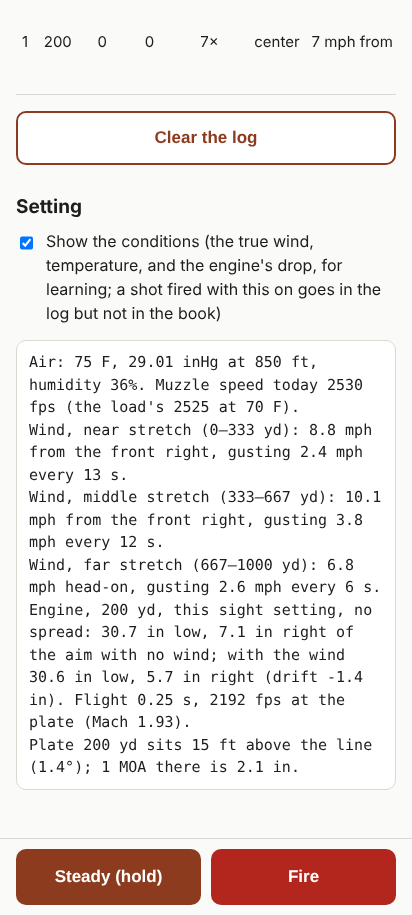 1 200 0 0 7× center 7 mph from
Clear the log
Setting
Show the conditions (the true wind,
temperature, and the engine's drop, for
learning; a shot fired with this on goes in the
log but not in the book)
Air: 75 F, 29.01 inHg at 850 ft,
humidity 36%. Muzzle speed today 2530
fps (the load's 2525 at 70 F).
Wind, near stretch (0–333 yd): 8.8 mph
from the front right, gusting 2.4 mph
every 13 s.
Wind, middle stretch (333–667 yd): 10.1
mph from the front right, gusting 3.8
mph every 12 s.
Wind, far stretch (667–1000 yd): 6.8
mph head-on, gusting 2.6 mph every 6 s.
Engine, 200 yd, this sight setting, no
spread: 30.7 in low, 7.1 in right of
the aim with no wind; with the wind
30.6 in low, 5.7 in right (drift -1.4
in). Flight 0.25 s, 2192 fps at the
plate (Mach 1.93).
Plate 200 yd sits 15 ft above the line
(1.4°); 1 MOA there is 2.1 in.
Steady (hold)
Fire